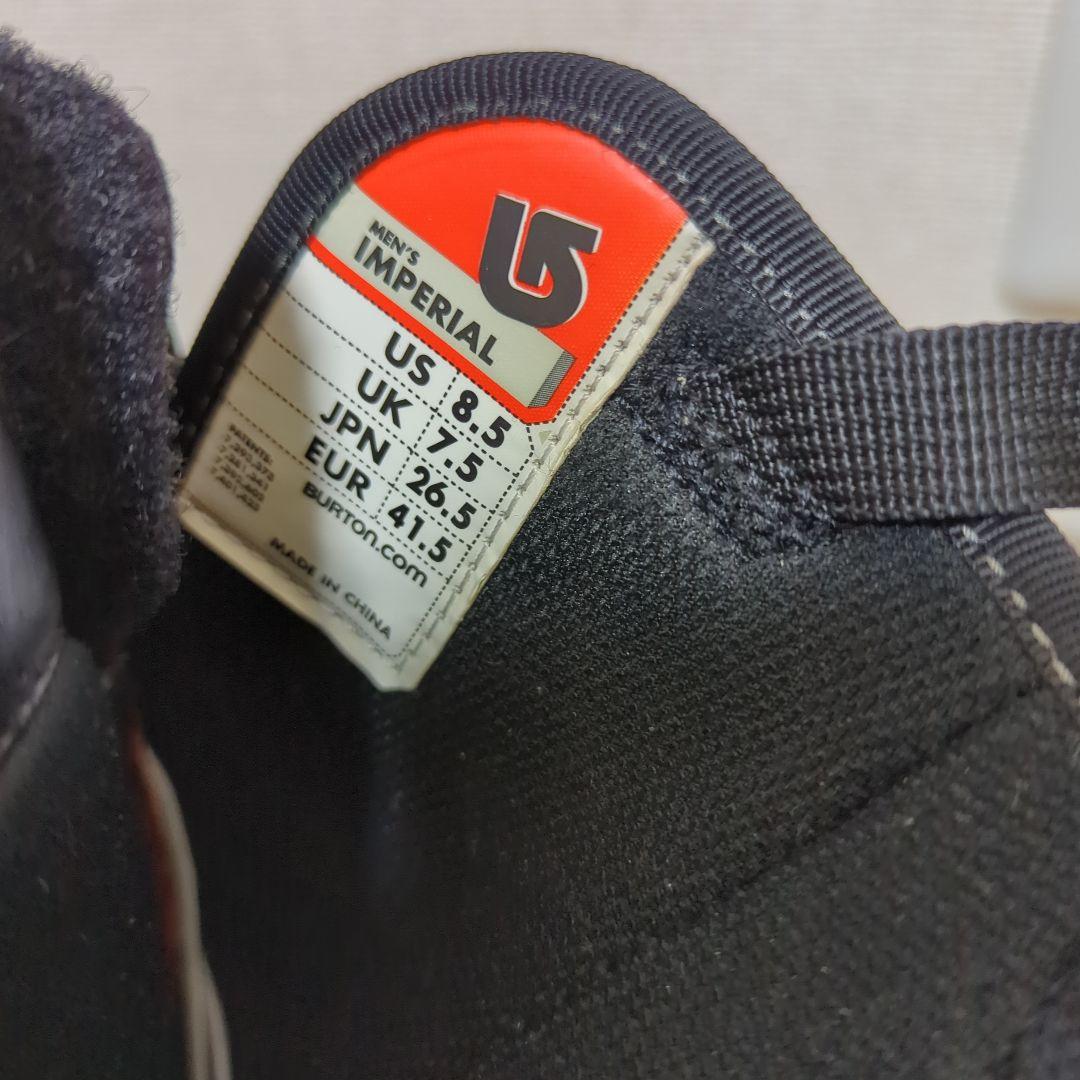 MEN'S
IMPERIAL
US 8.5
UK 7.5
JPN 26.5
EUR 41.5
BURTON.COM
PATENTS:
MADE IN CHINA